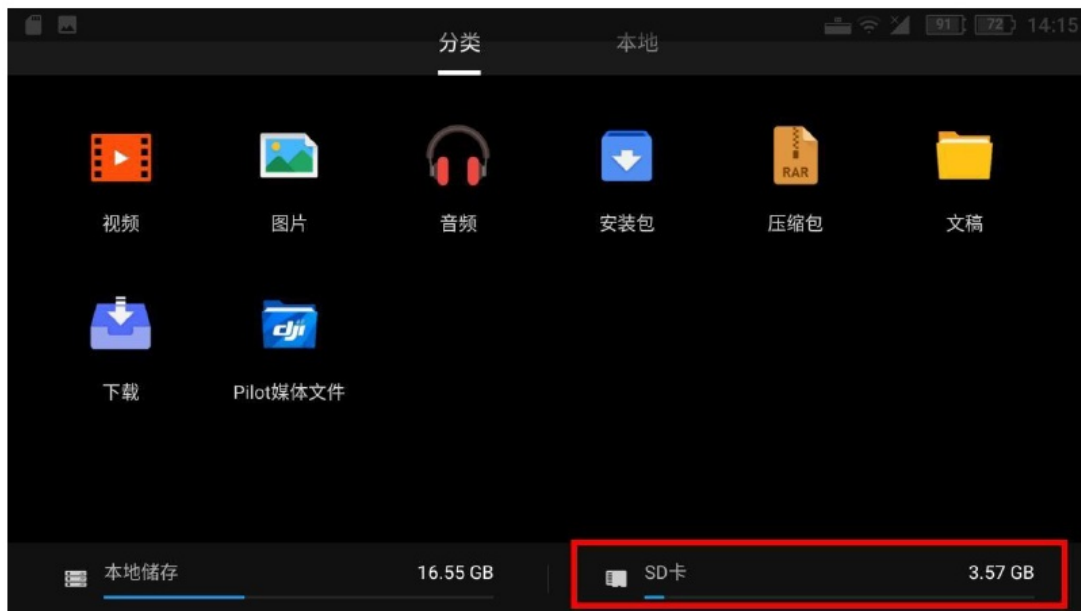 91 72 14:15
分类 本地
视频 图片 音频 安装包 压缩包 文稿
RAR
下载 Pilot媒体文件
dji
本地储存 16.55 GB SD卡 3.57 GB